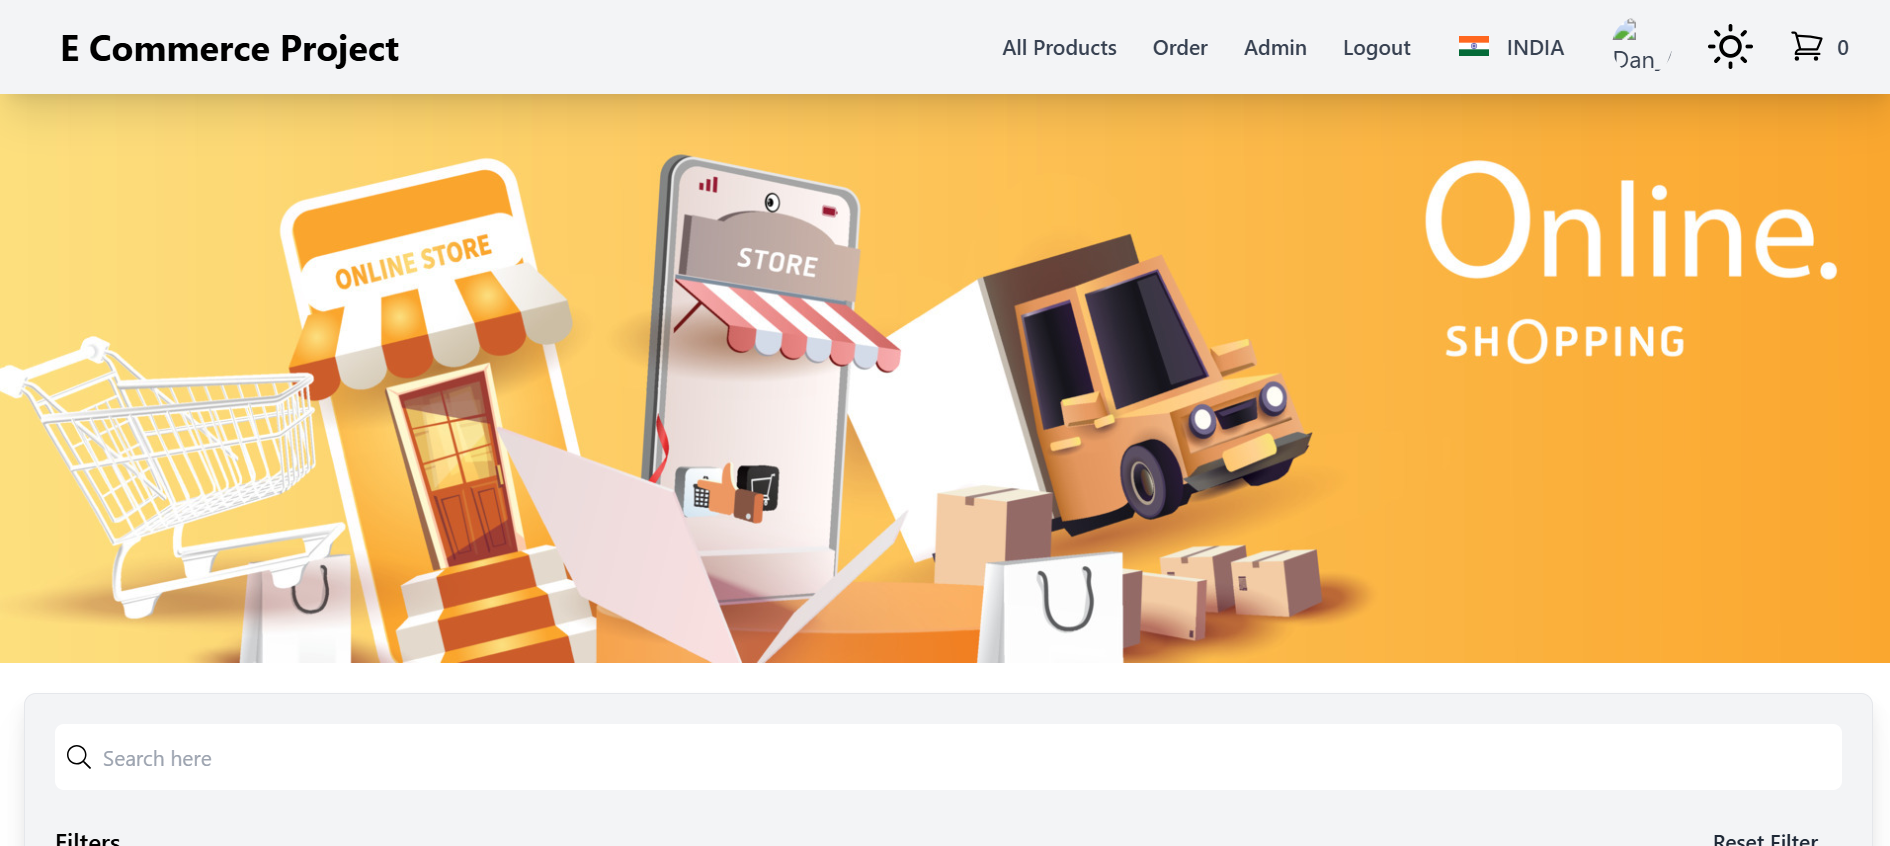 E Commerce Project
All Products Order Admin Logout INDIA 0
Online.
SHOPPING
ONLINE STORE
STORE
Search here
Filters Reset Filter